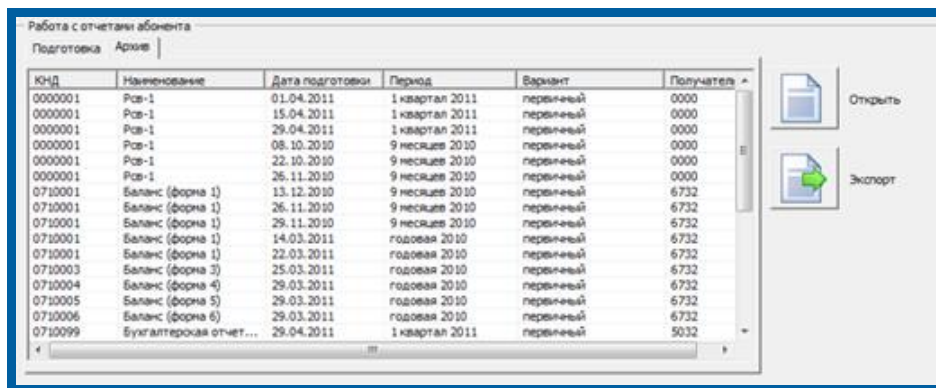 Работа с отчетами абонента
Подготовка Архив
КНД Наименование Дата подготовки Период Вариант Получатель
0000001 Рсв-1 01.04.2011 1 квартал 2011 первичный 0000
0000001 Рсв-1 15.04.2011 1 квартал 2011 первичный 0000
0000001 Рсв-1 29.04.2011 1 квартал 2011 первичный 0000
0000001 Рсв-1 08.10.2010 9 месяцев 2010 первичный 0000
0000001 Рсв-1 22.10.2010 9 месяцев 2010 первичный 0000
0000001 Рсв-1 26.11.2010 9 месяцев 2010 первичный 0000
0710001 Баланс (форма 1) 13.12.2010 9 месяцев 2010 первичный 6732
0710001 Баланс (форма 1) 26.11.2010 9 месяцев 2010 первичный 6732
0710001 Баланс (форма 1) 29.11.2010 9 месяцев 2010 первичный 6732
0710001 Баланс (форма 1) 14.03.2011 годовая 2010 первичный 6732
0710001 Баланс (форма 1) 22.03.2011 годовая 2010 первичный 6732
0710003 Баланс (форма 3) 25.03.2011 годовая 2010 первичный 6732
0710004 Баланс (форма 4) 29.03.2011 годовая 2010 первичный 6732
0710005 Баланс (форма 5) 29.03.2011 годовая 2010 первичный 6732
0710006 Баланс (форма 6) 29.03.2011 годовая 2010 первичный 6732
0710099 Бухгалтерская отчет... 29.04.2011 1 квартал 2011 первичный 5032
Открыть
Экспорт